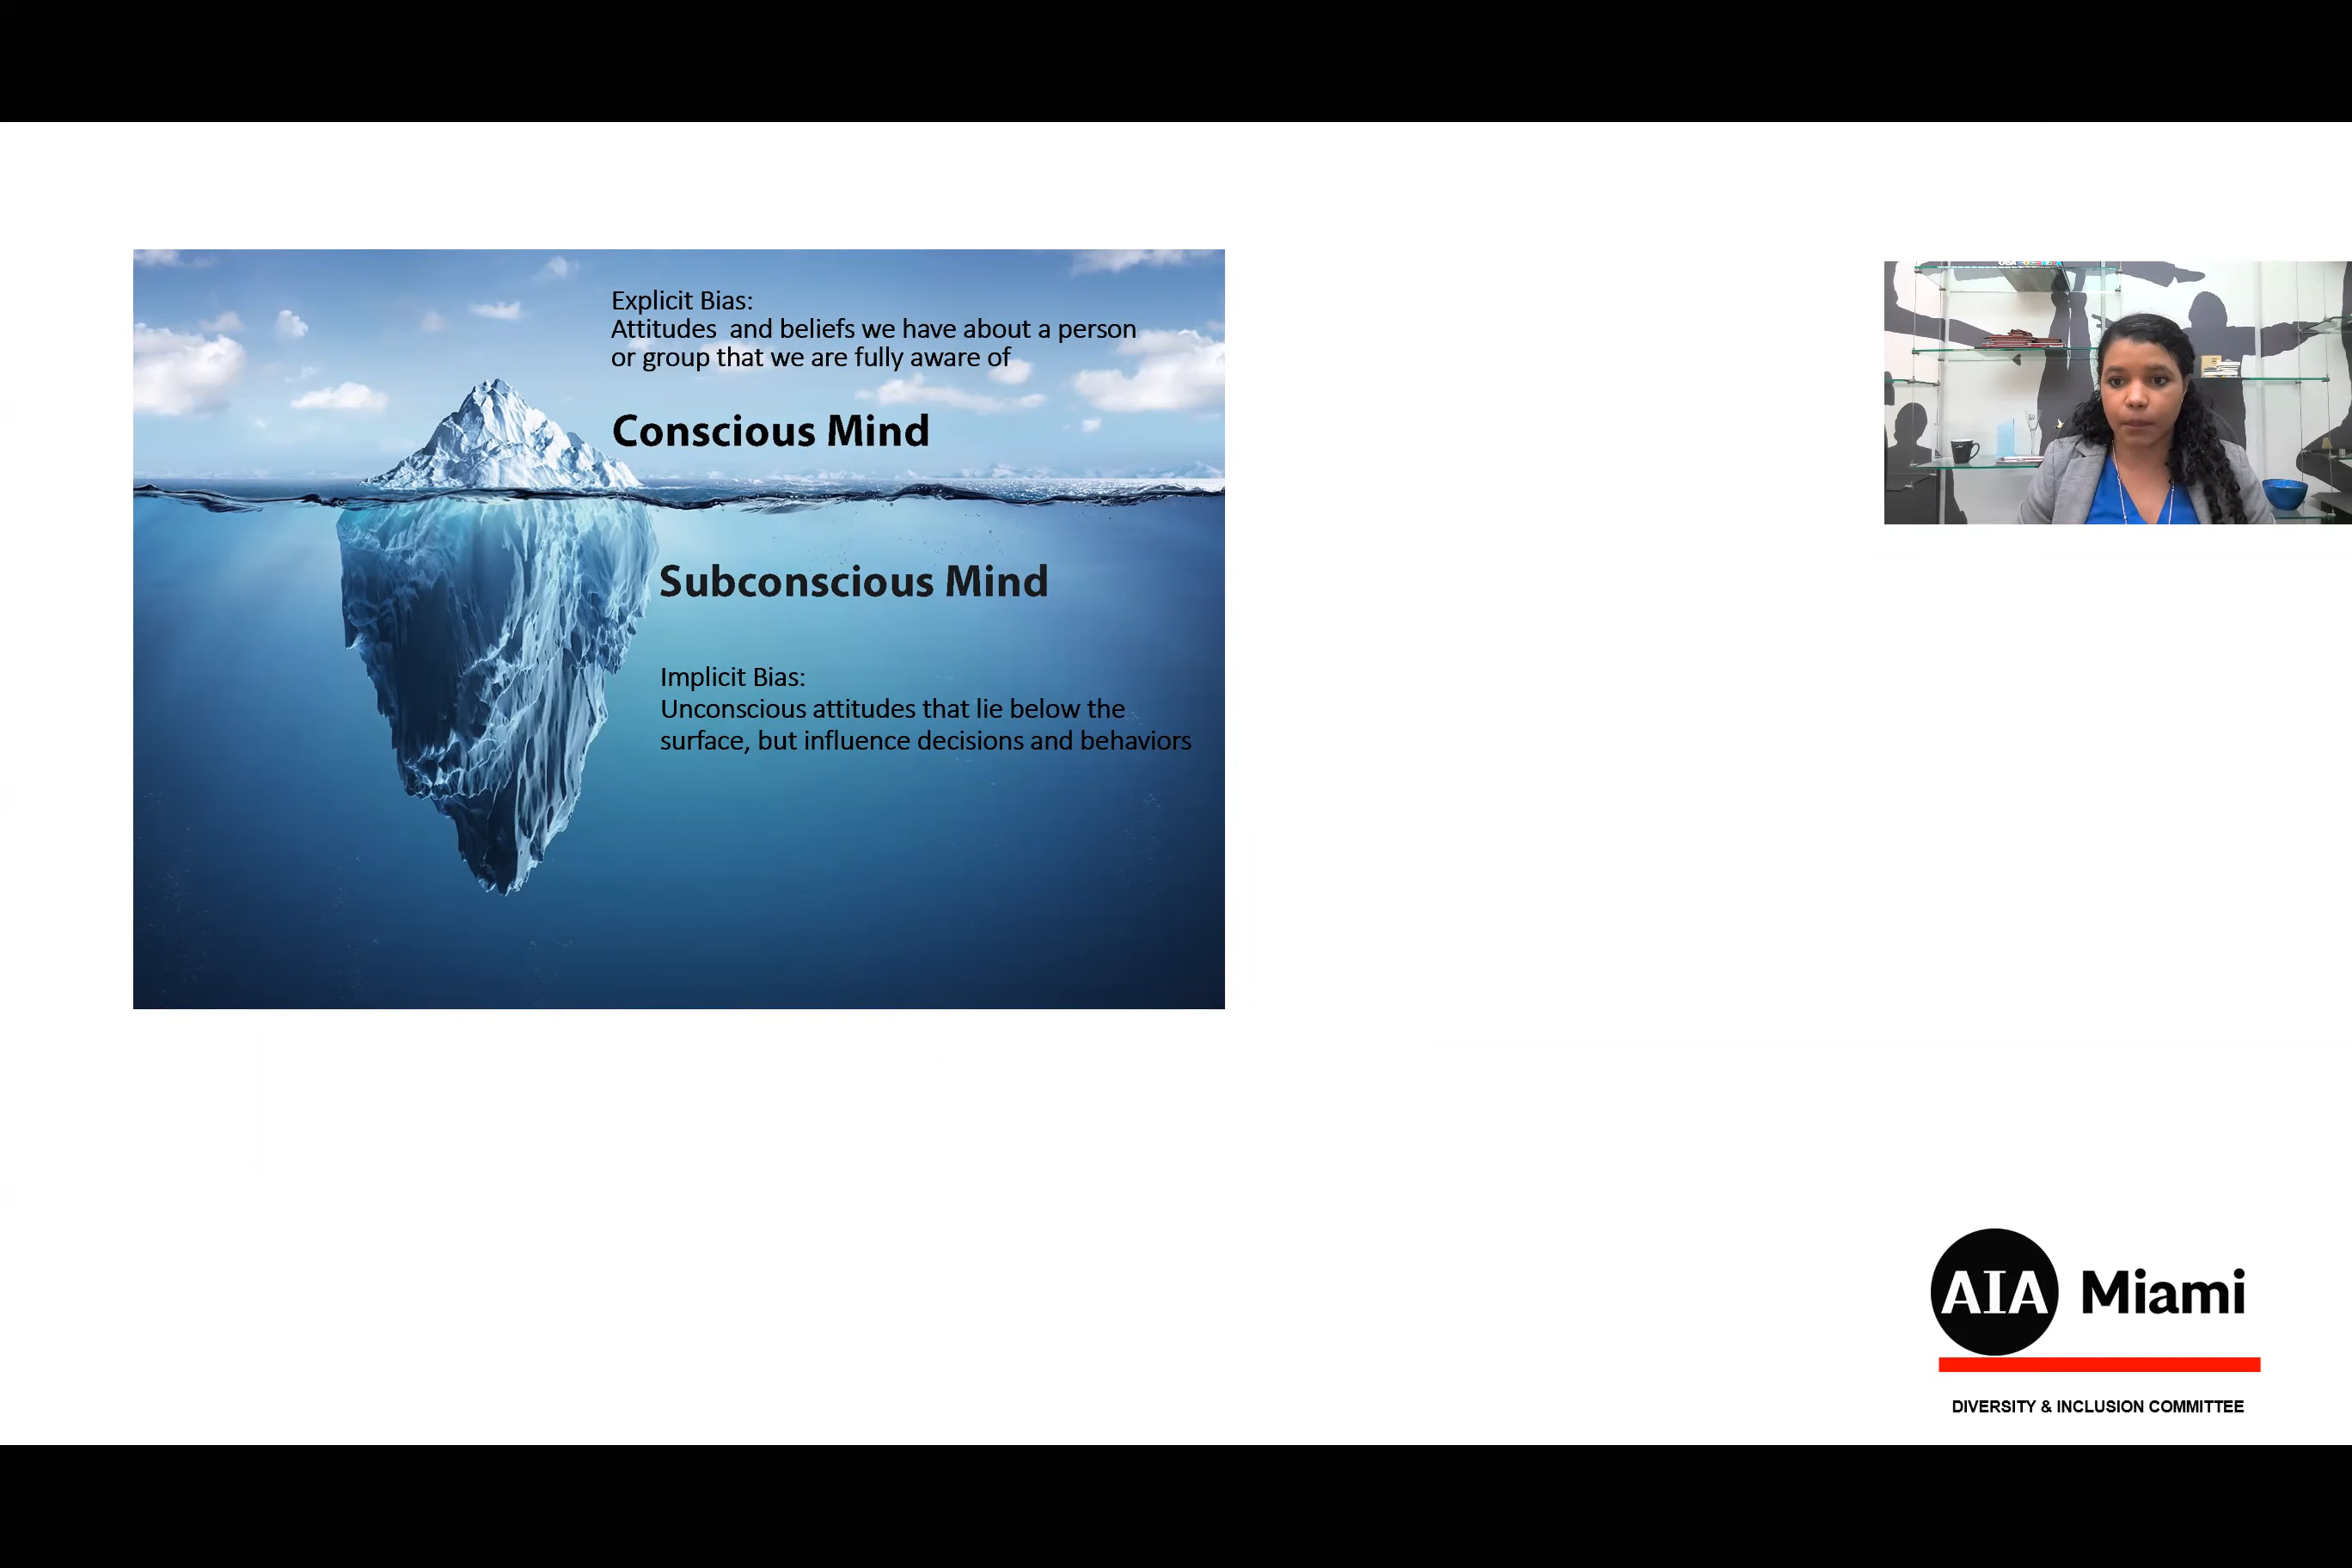 Explicit Bias:
Attitudes  and beliefs we have about a person
or group that we are fully aware of
Conscious Mind
Subconscious Mind
Implicit Bias:
Unconscious attitudes that lie below the
surface, but influence decisions and behaviors
AIA Miami
DIVERSITY & INCLUSION COMMITTEE